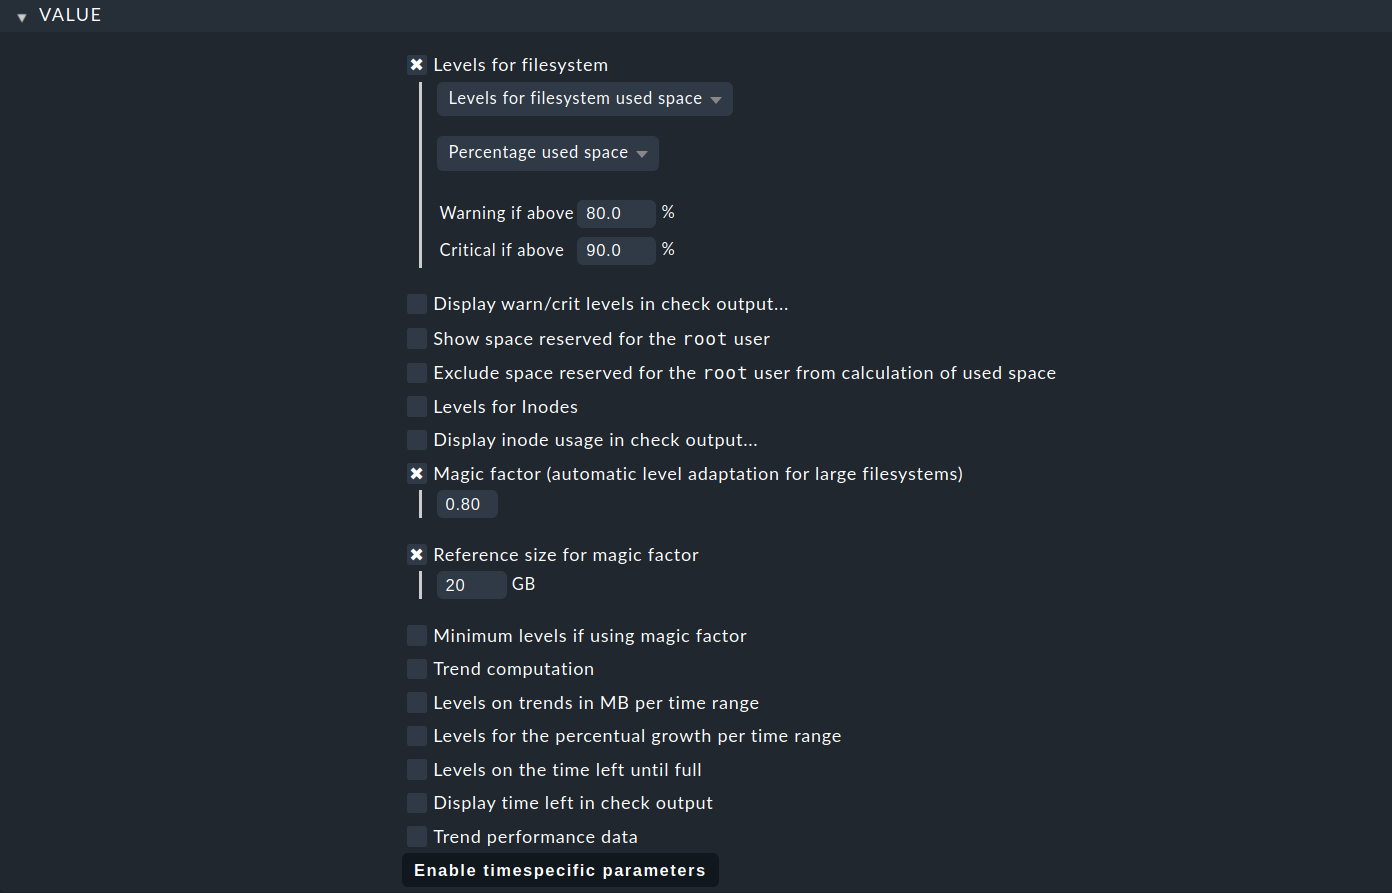 VALUE
Levels for filesystem
Levels for filesystem used space
Percentage used space
Warning if above 80.0 %
Critical if above 90.0 %
Display warn/crit levels in check output...
Show space reserved for the root user
Exclude space reserved for the root user from calculation of used space
Levels for Inodes
Display inode usage in check output...
Magic factor (automatic level adaptation for large filesystems)
0.80
Reference size for magic factor
20 GB
Minimum levels if using magic factor
Trend computation
Levels on trends in MB per time range
Levels for the percentual growth per time range
Levels on the time left until full
Display time left in check output
Trend performance data
Enable timespecific parameters